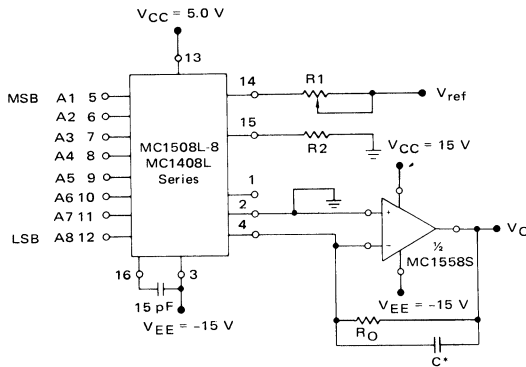 VCC = 5.0 V
13
MSB A1 5
A2 6
A3 7
A4 8
A5 9
A6 10
A7 11
LSB A8 12
MC1508L-8
MC1408L
Series
14
R1
Vref
15
R2
1
2
4
VCC = 15 V
+
−
½
MC1558S
VO
VEE = -15 V
RO
C*
16
3
15 pF
VEE = -15 V